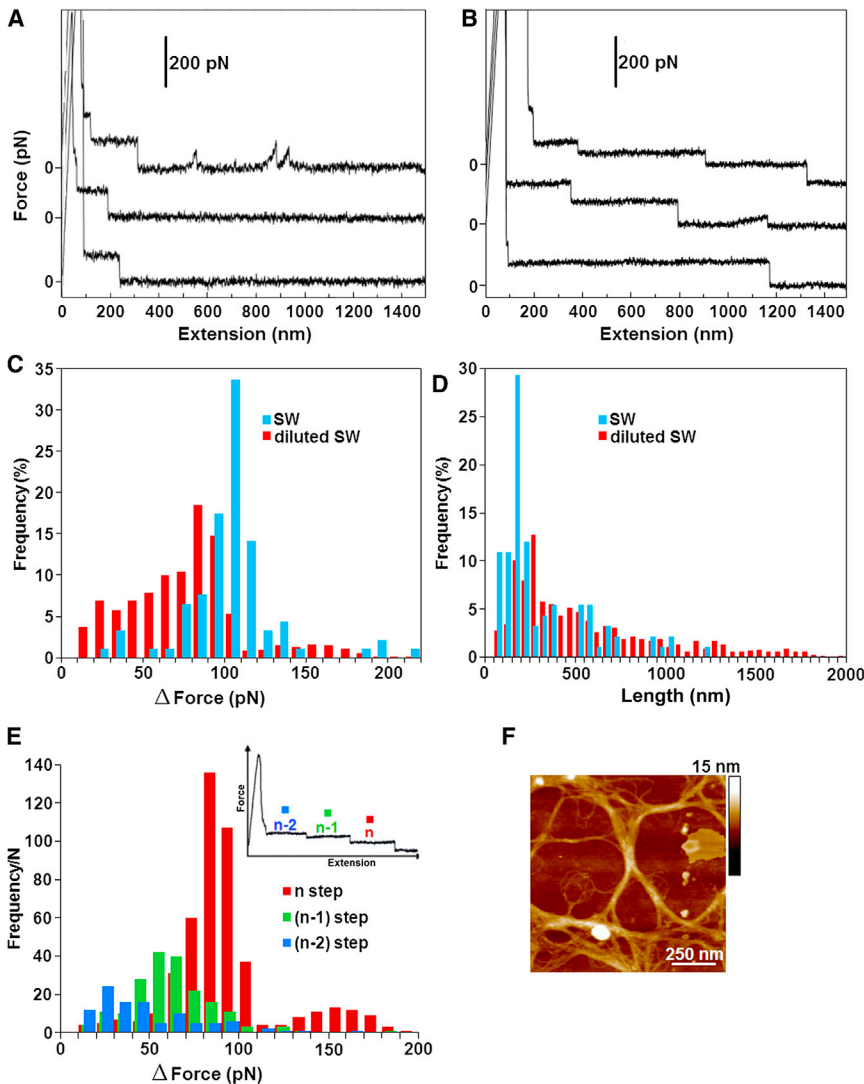 A
200 pN
Force (pN)
0
0
0
0 200 400 600 800 1000 1200 1400
Extension (nm)
B
200 pN
0
0
0
0 200 400 600 800 1000 1200 1400
Extension (nm)
C
35
30
25
20
15
10
5
0
Frequency (%)
SW
diluted SW
0 50 100 150 200
Δ Force (pN)
D
30
25
20
15
10
5
0
Frequency (%)
SW
diluted SW
0 500 1000 1500 2000
Length (nm)
E
140
120
100
80
60
40
20
0
Frequency/N
Force
n-2 n-1 n
Extension
n step
(n-1) step
(n-2) step
0 50 100 150 200
Δ Force (pN)
F
15 nm
250 nm